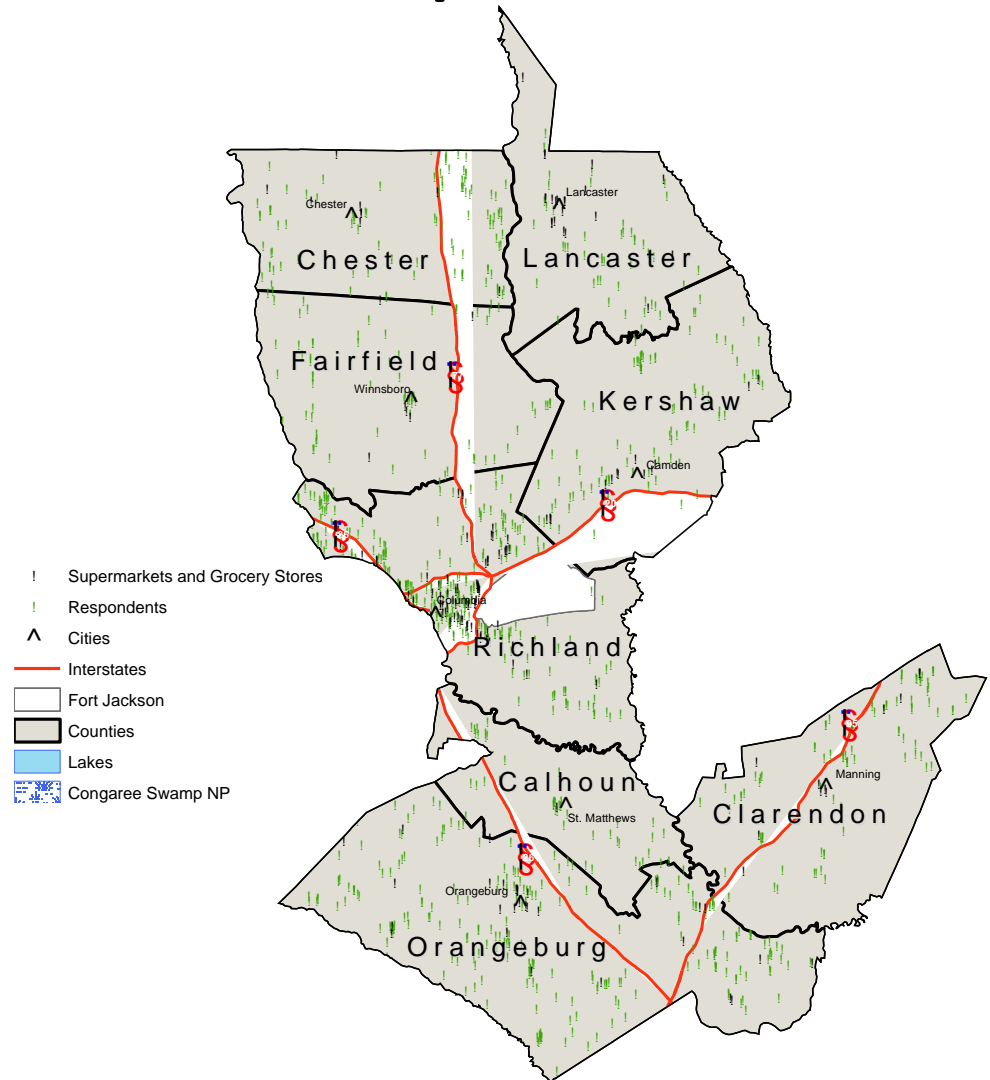 Lancaster
Chester
Chester
Lancaster
Fairfield
Winnsboro
Kershaw
Camden
Supermarkets and Grocery Stores
Respondents
Columbia
Cities
Richland
Interstates
Fort Jackson
Counties
Lakes
Congaree Swamp NP
Manning
Calhoun
St. Matthews
Clarendon
Orangeburg
Orangeburg